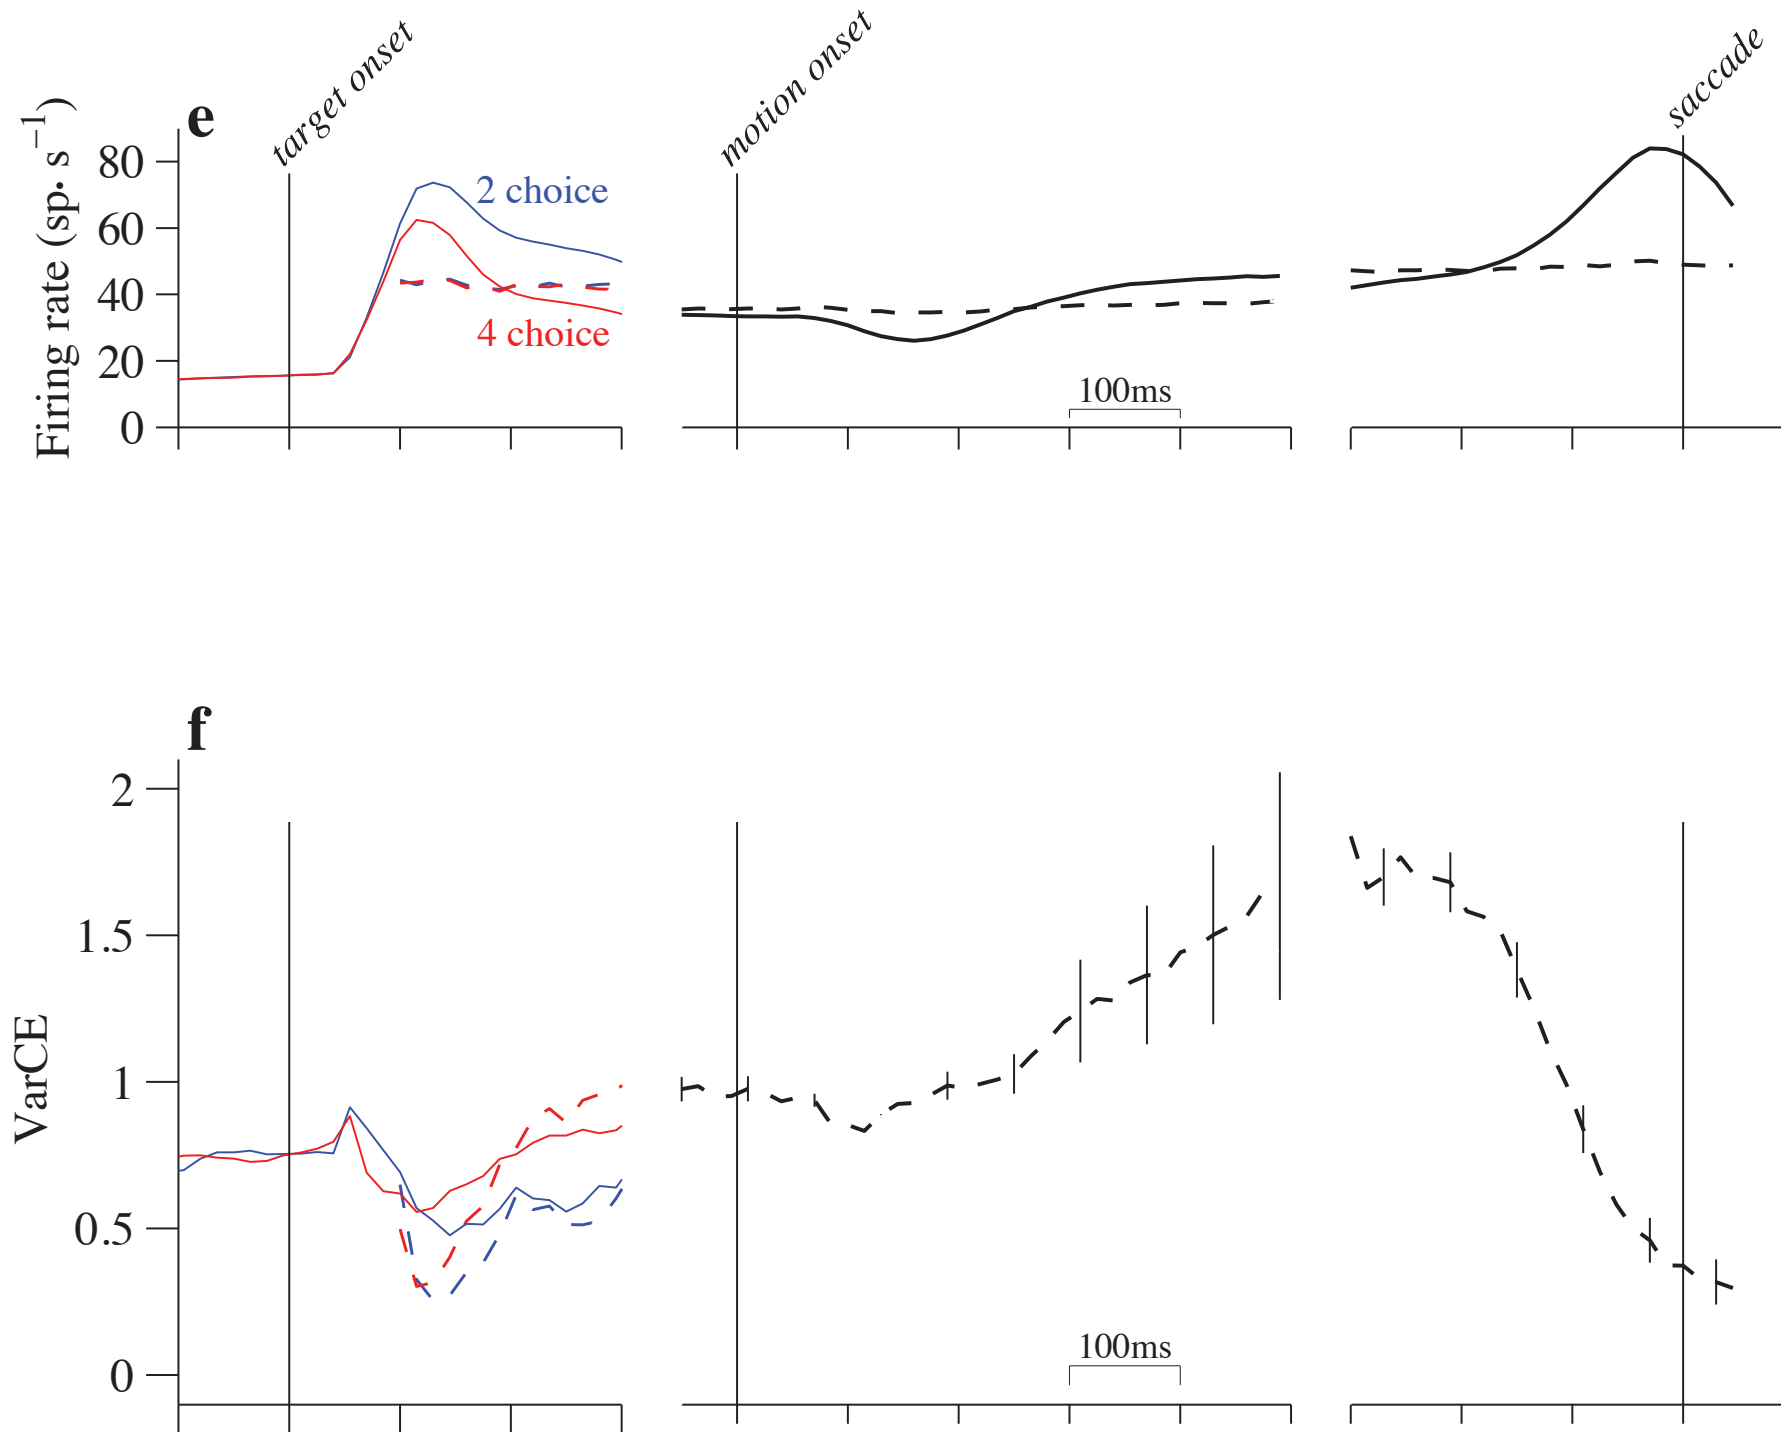 target onset
motion onset
saccade
e
Firing rate (sp. s⁻¹)
80
60
40
20
0
2 choice
4 choice
100ms
f
VarCE
2
1.5
1
0.5
0
100ms